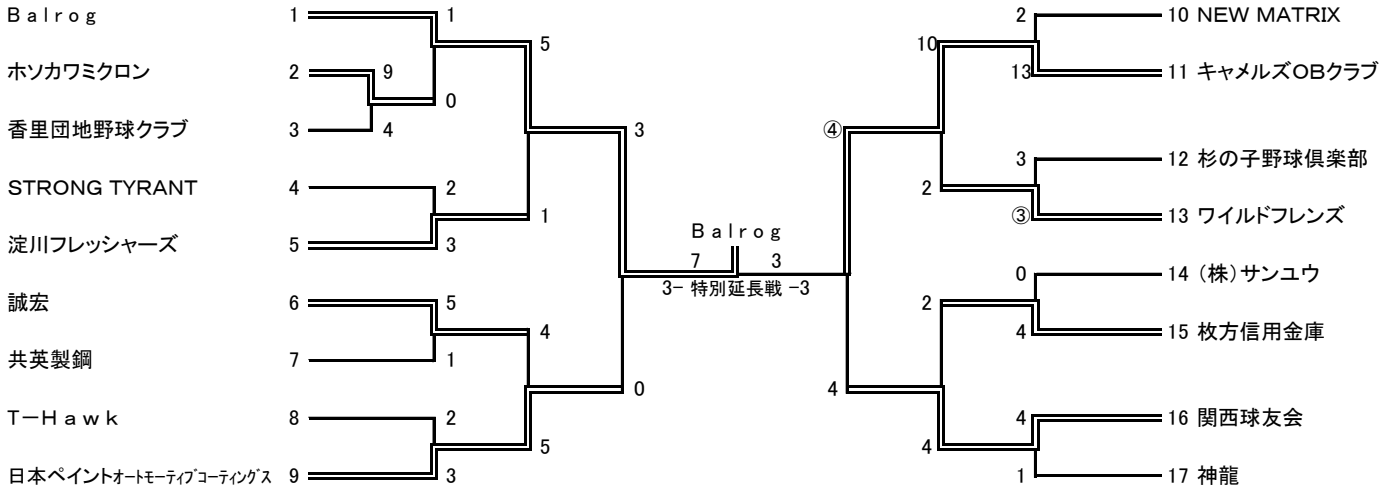 Ｂａｌｒｏｇ 1 1
5
ホソカワミクロン 2 9
0
香里団地野球クラブ 3 4
3
STRONG TYRANT 4 2
1
淀川フレッシャーズ 5 3
誠宏 6 5
4
共英製鋼 7 1
0
Ｔ－Ｈａｗｋ 8 2
5
日本ペイントオートモーティブコーティングス 9 3
Ｂａｌｒｏｇ
7 3
3− 特別延長戦 −3
2 10 NEW MATRIX
10
13 11 キャメルズOBクラブ
④
3 12 杉の子野球倶楽部
2
③ 13 ワイルドフレンズ
0 14 （株）サンユウ
2
4 15 枚方信用金庫
4
4 16 関西球友会
4
1 17 神龍